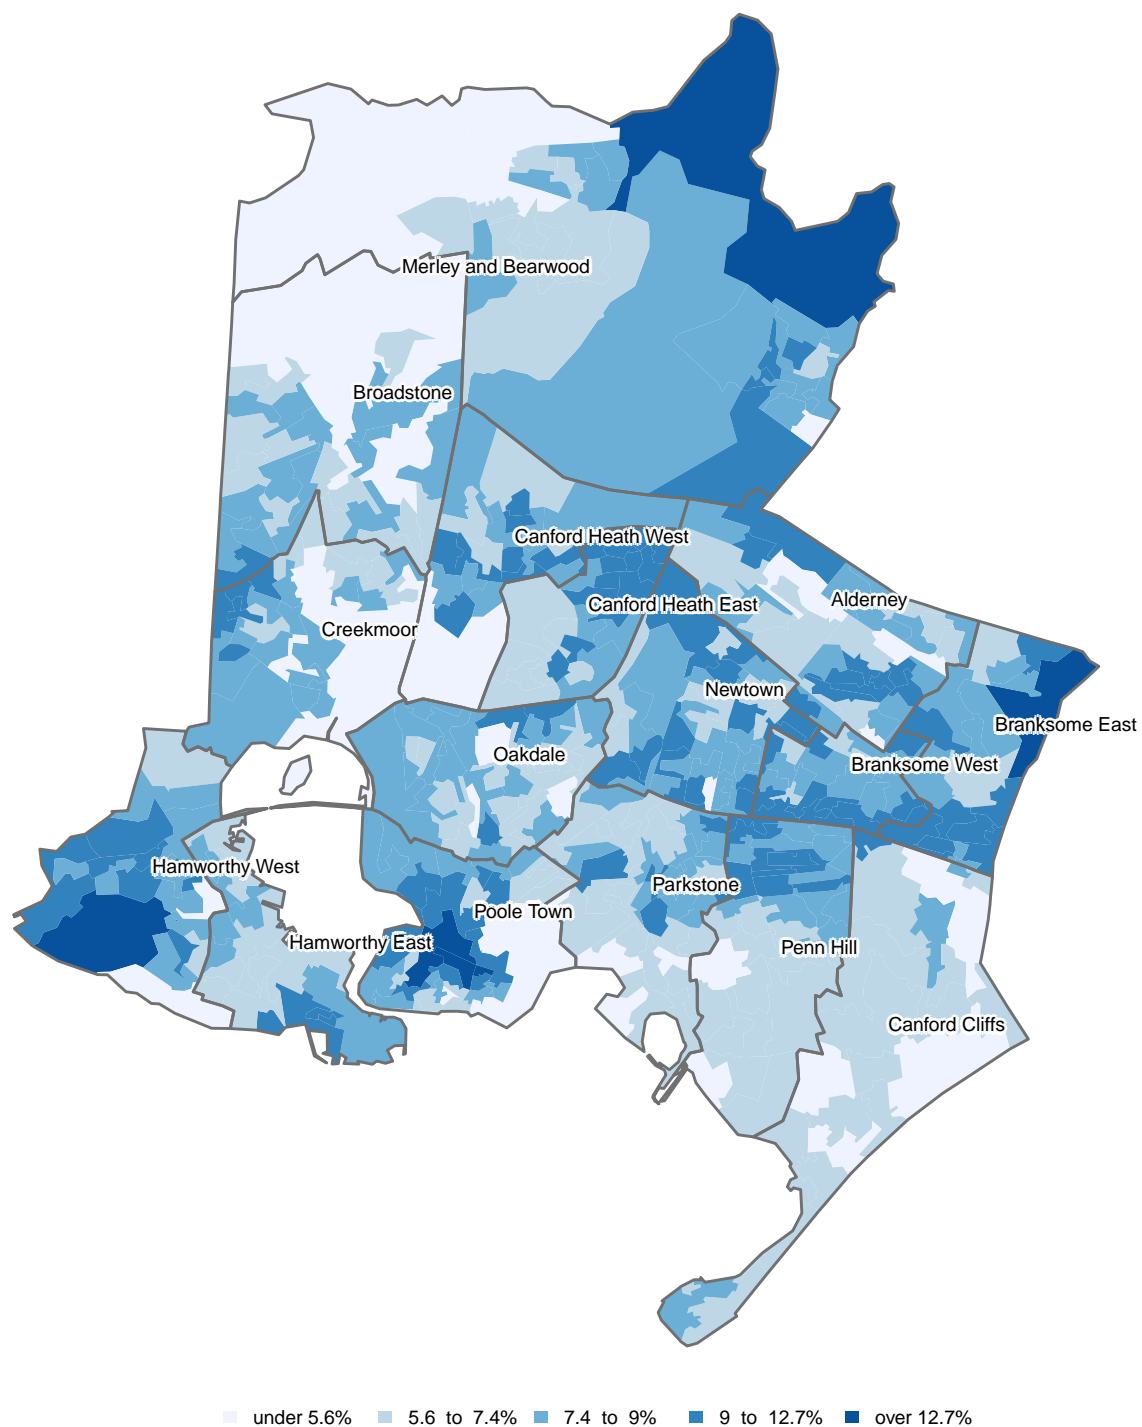 Merley and Bearwood
Broadstone
Canford Heath West
Canford Heath East
Alderney
Creekmoor
Newtown
Branksome East
Oakdale
Branksome West
Hamworthy West
Parkstone
Poole Town
Hamworthy East
Penn Hill
Canford Cliffs
under 5.6% 5.6 to 7.4% 7.4 to 9% 9 to 12.7% over 12.7%